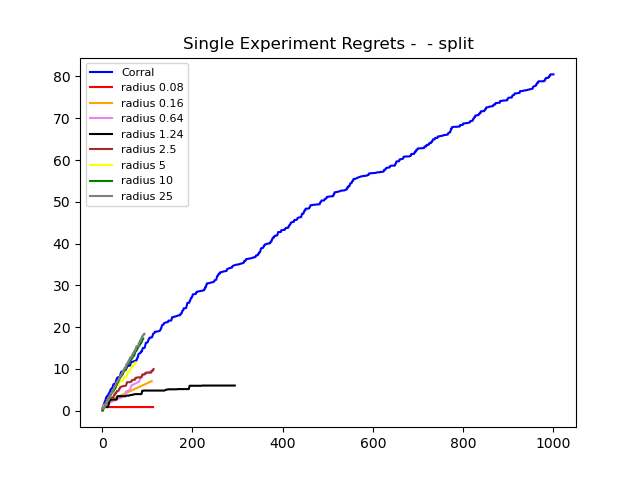 Single Experiment Regrets -  - split
Corral
radius 0.08
radius 0.16
radius 0.64
radius 1.24
radius 2.5
radius 5
radius 10
radius 25
80
70
60
50
40
30
20
10
0
0 200 400 600 800 1000